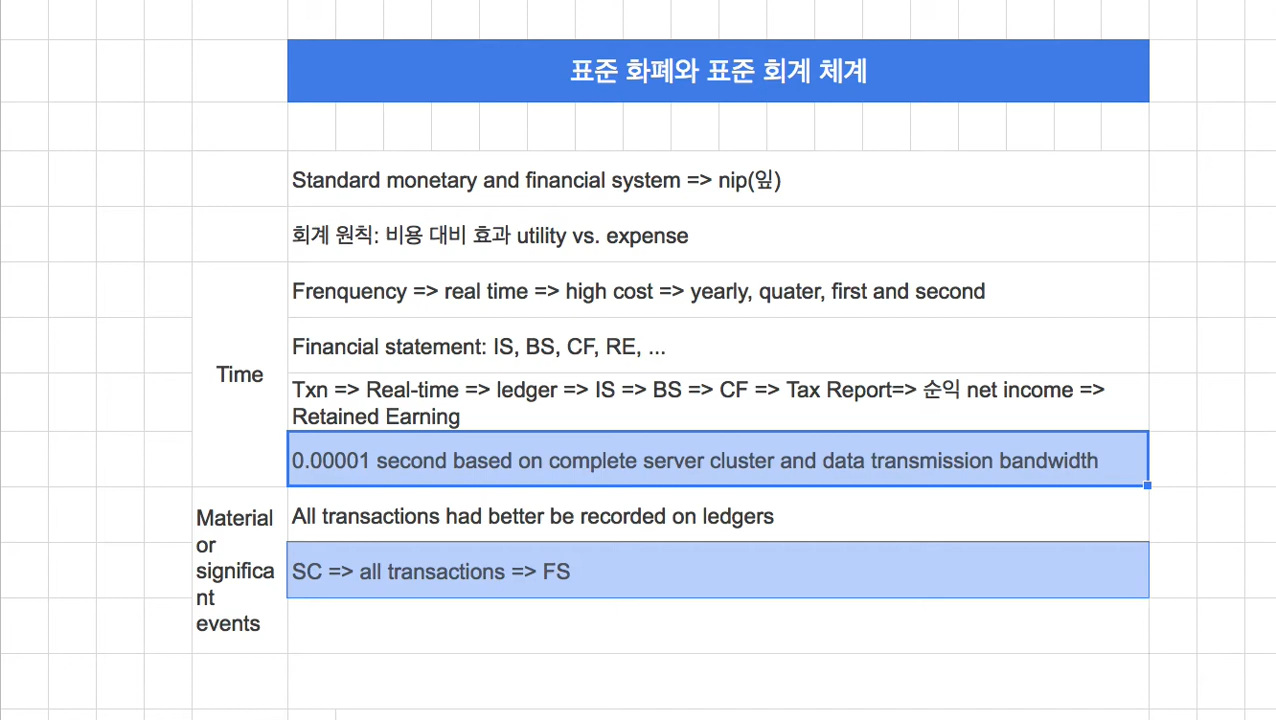 표준 화폐와 표준 회계 체계
Standard monetary and financial system => nip(잎)
회계 원칙: 비용 대비 효과 utility vs. expense
Frenquency => real time => high cost => yearly, quater, first and second
Financial statement: IS, BS, CF, RE, ...
Time
Txn => Real-time => ledger => IS => BS => CF => Tax Report=> 순익 net income =>
Retained Earning
0.00001 second based on complete server cluster and data transmission bandwidth
Material
or
significa
nt
events
All transactions had better be recorded on ledgers
SC => all transactions => FS